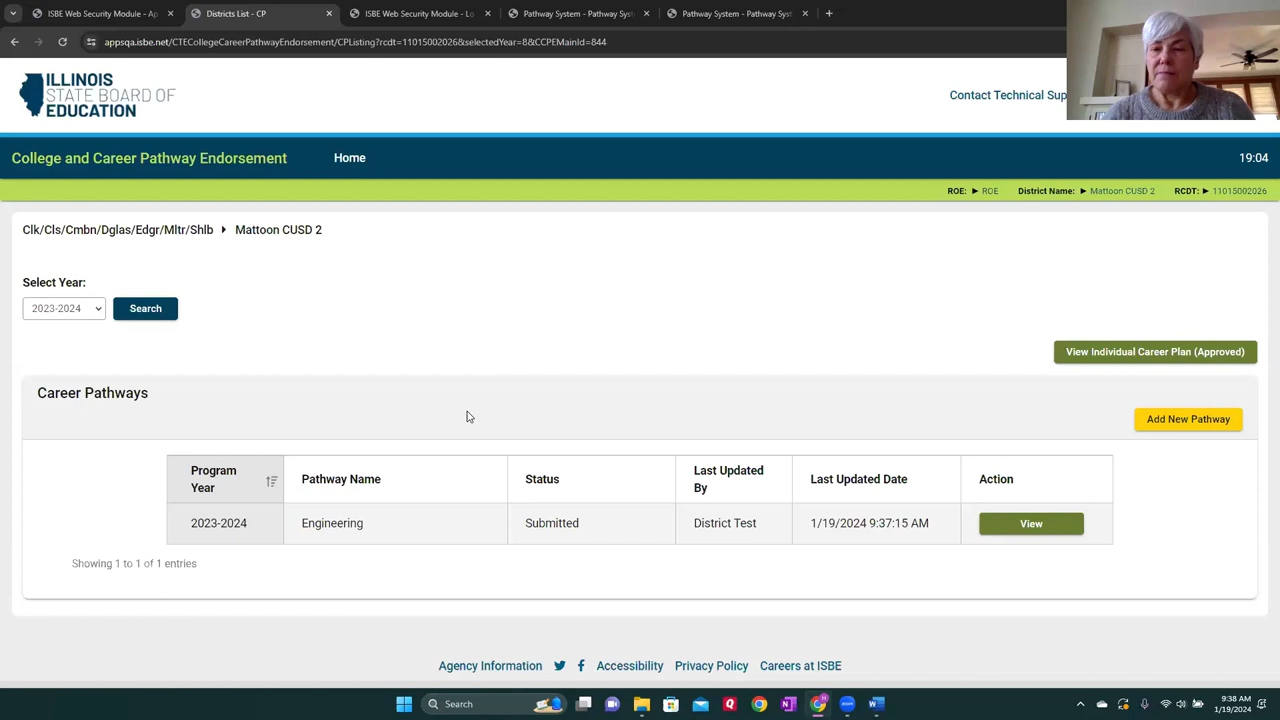 ISBE Web Security Module - Ap
Districts List - CP
ISBE Web Security Module - Lo
Pathway System - Pathway Sys
Pathway System - Pathway Sys
appsqa.isbe.net/CTECollegeCareerPathwayEndorsement/CPListing?rcdt=11015002026&selectedYear=8&CCPEMainId=844
ILLINOIS
STATE BOARD OF
EDUCATION
Contact Technical Sup
College and Career Pathway Endorsement
Home
19:04
ROE: ▶ ROE District Name: ▶ Mattoon CUSD 2 RCDT: ▶ 11015002026
Clk/Cls/Cmbn/Dglas/Edgr/Mltr/Shlb ▶ Mattoon CUSD 2
Select Year:
2023-2024
Search
View Individual Career Plan (Approved)
Career Pathways
Add New Pathway
Program
Year
Pathway Name
Status
Last Updated
By
Last Updated Date
Action
2023-2024 Engineering Submitted District Test 1/19/2024 9:37:15 AM View
Showing 1 to 1 of 1 entries
Agency Information Accessibility Privacy Policy Careers at ISBE
Search
9:38 AM
1/19/2024